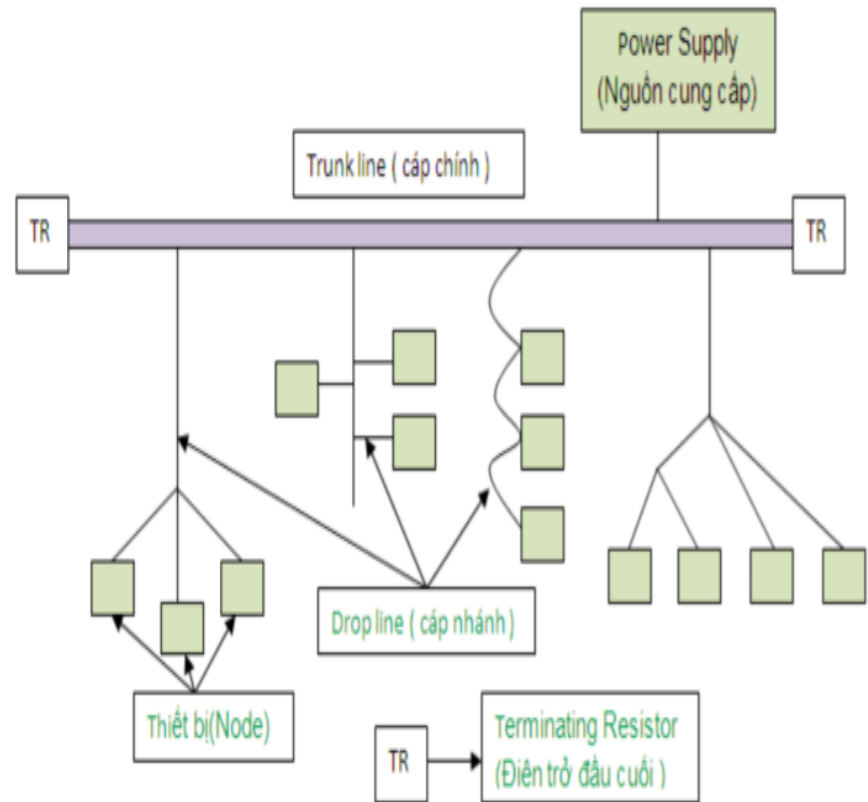 Power Supply
(Nguồn cung cấp)
Trunk line ( cáp chính )
TR
TR
Drop line ( cáp nhánh )
Thiết bị(Node)
TR
Terminating Resistor
(Điên trở đầu cuối )